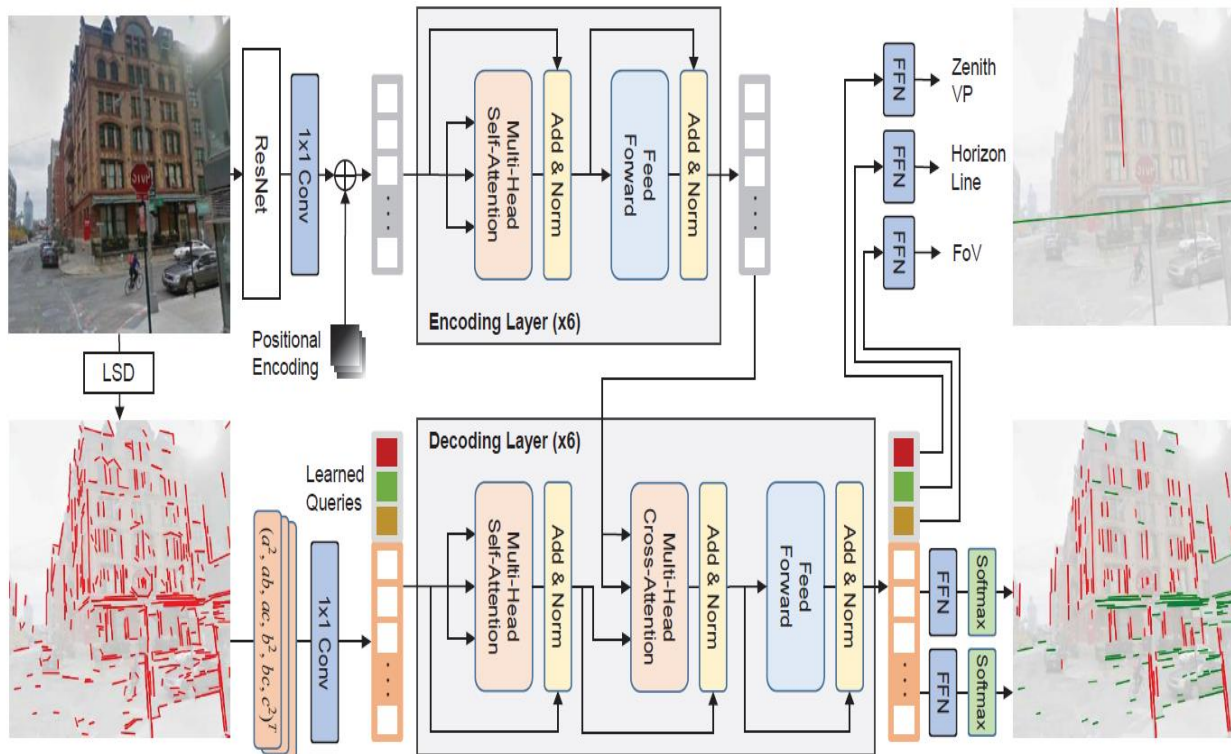 ResNet
1x1 Conv
Positional
Encoding
Multi-Head
Self-Attention
Add & Norm
Feed
Forward
Add & Norm
Encoding Layer (x6)
FFN
Zenith
VP
FFN
Horizon
Line
FFN
FoV
LSD
(a², ab, ac, b², bc, c²)ᵀ
1x1 Conv
Learned
Queries
Decoding Layer (x6)
Multi-Head
Self-Attention
Add & Norm
Multi-Head
Cross-Attention
Add & Norm
Feed
Forward
Add & Norm
FFN
Softmax
FFN
Softmax